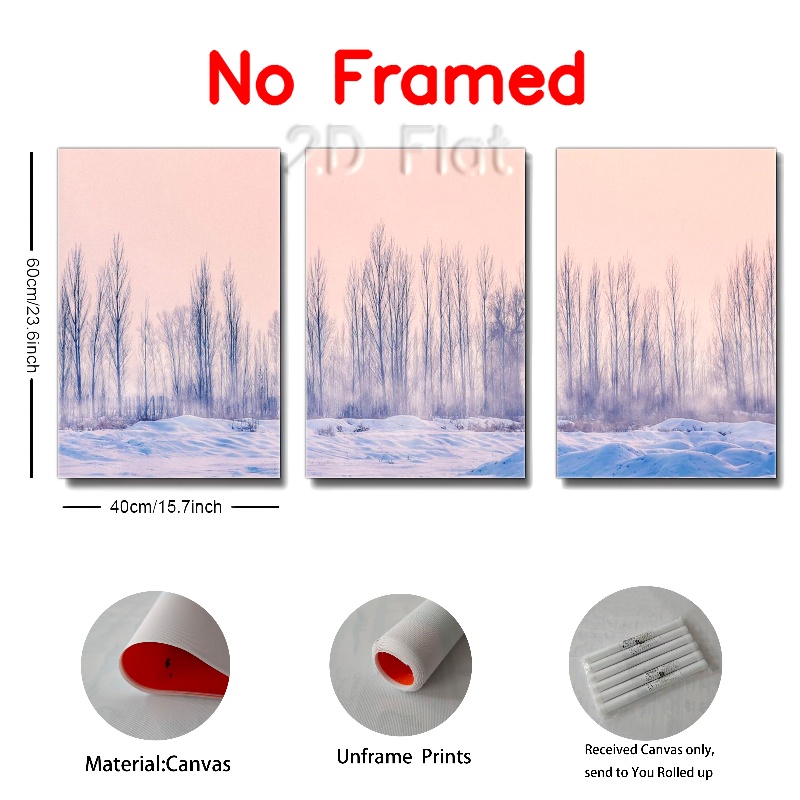 No Framed
2D Flat
60cm/23.6inch
40cm/15.7inch
Material:Canvas
Unframe Prints
Received Canvas only,
send to You Rolled up